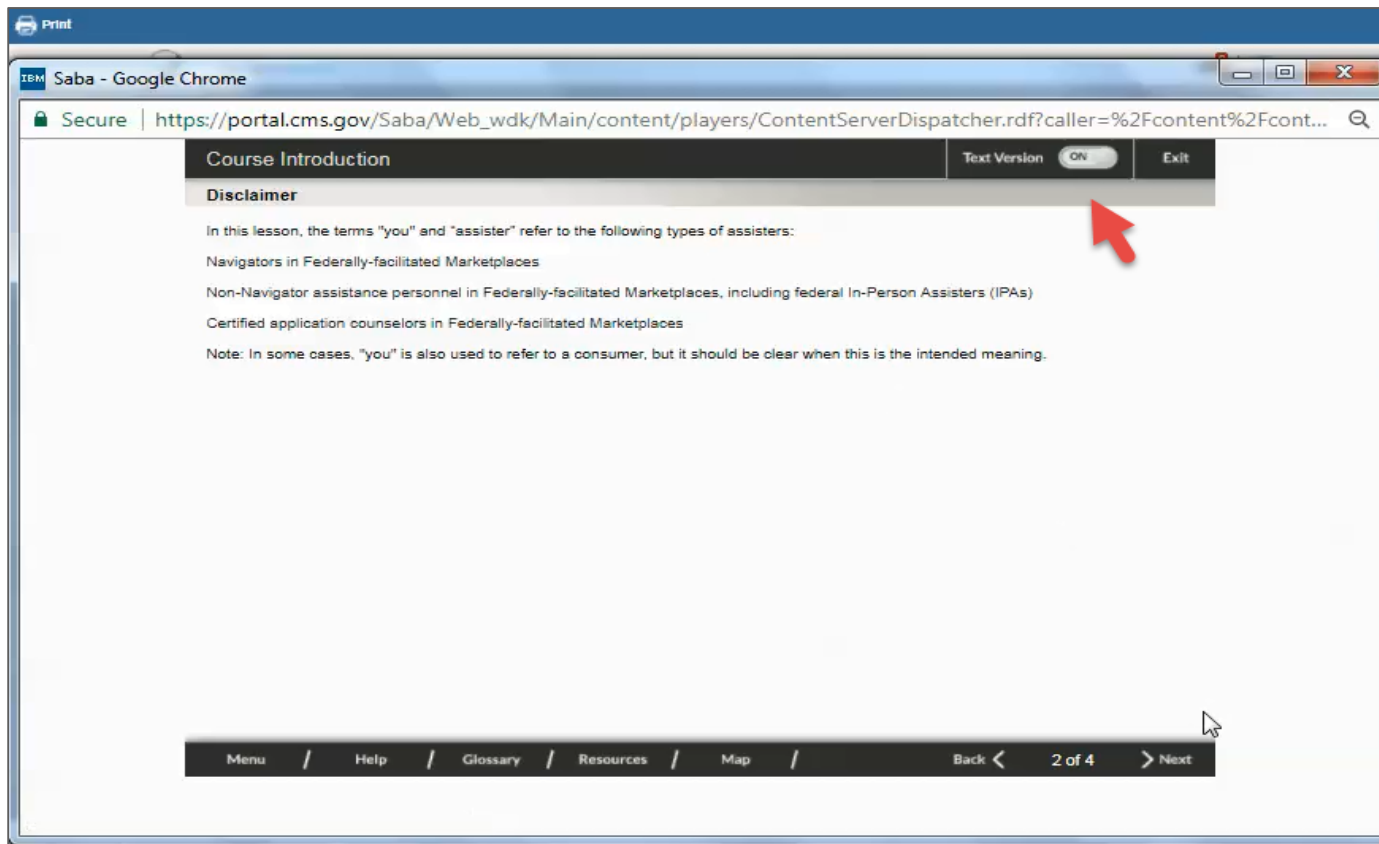 Print
IBM Saba - Google Chrome
Secure | https://portal.cms.gov/Saba/Web_wdk/Main/content/players/ContentServerDispatcher.rdf?caller=%2Fcontent%2Fcont...
Course Introduction Text Version ON Exit
Disclaimer
In this lesson, the terms "you" and "assister" refer to the following types of assisters:
Navigators in Federally-facilitated Marketplaces
Non-Navigator assistance personnel in Federally-facilitated Marketplaces, including federal In-Person Assisters (IPAs)
Certified application counselors in Federally-facilitated Marketplaces
Note: In some cases, "you" is also used to refer to a consumer, but it should be clear when this is the intended meaning.
Menu / Help / Glossary / Resources / Map / Back 2 of 4 Next